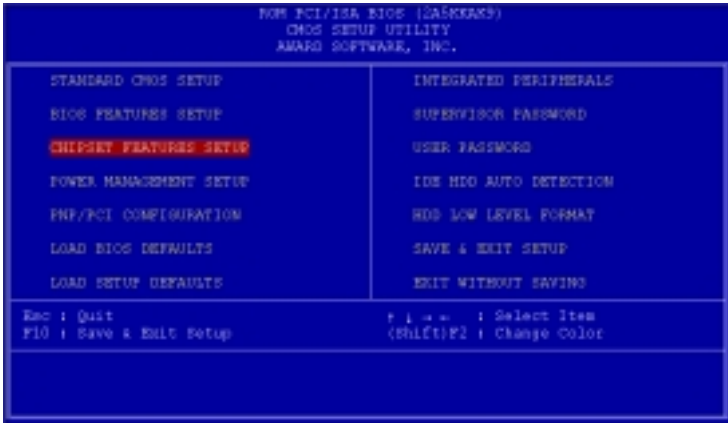 ROM PCI/ISA BIOS (2A5KKAK9)
CMOS SETUP UTILITY
AWARD SOFTWARE, INC.
STANDARD CMOS SETUP
BIOS FEATURES SETUP
CHIPSET FEATURES SETUP
POWER MANAGEMENT SETUP
PNP/PCI CONFIGURATION
LOAD BIOS DEFAULTS
LOAD SETUP DEFAULTS
INTEGRATED PERIPHERALS
SUPERVISOR PASSWORD
USER PASSWORD
IDE HDD AUTO DETECTION
HDD LOW LEVEL FORMAT
SAVE & EXIT SETUP
EXIT WITHOUT SAVING
Esc : Quit
F10 : Save & Exit Setup
↑ ↓ → ← : Select Item
(Shift)F2 : Change Color